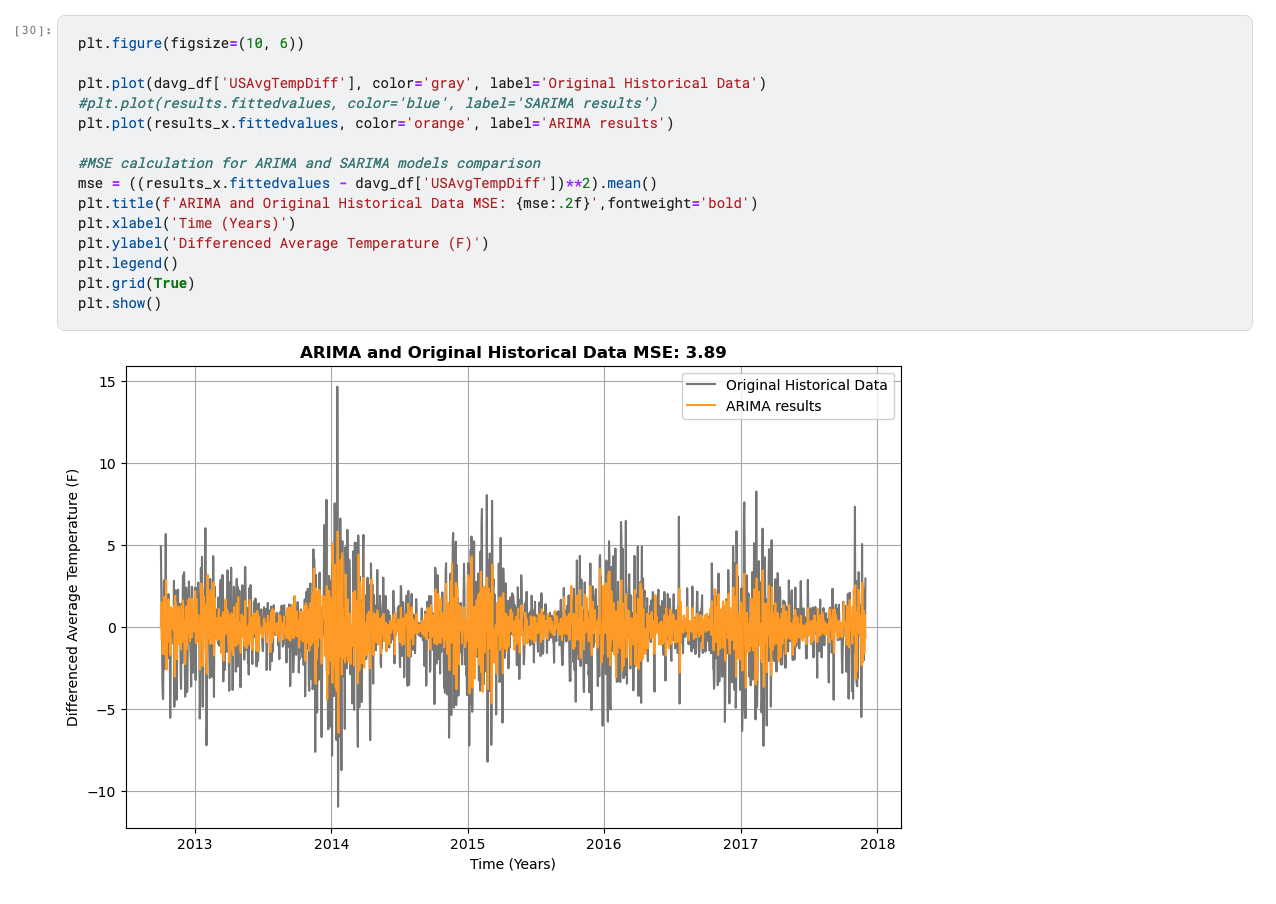 [30]:
plt.figure(figsize=(10, 6))
plt.plot(davg_df['USAvgTempDiff'], color='gray', label='Original Historical Data')
#plt.plot(results.fittedvalues, color='blue', label='SARIMA results')
plt.plot(results_x.fittedvalues, color='orange', label='ARIMA results')
#MSE calculation for ARIMA and SARIMA models comparison
mse = ((results_x.fittedvalues - davg_df['USAvgTempDiff'])**2).mean()
plt.title(f'ARIMA and Original Historical Data MSE: {mse:.2f}',fontweight='bold')
plt.xlabel('Time (Years)')
plt.ylabel('Differenced Average Temperature (F)')
plt.legend()
plt.grid(True)
plt.show()
ARIMA and Original Historical Data MSE: 3.89
Original Historical Data
ARIMA results
Differenced Average Temperature (F)
15
10
5
0
−5
−10
2013 2014 2015 2016 2017 2018
Time (Years)